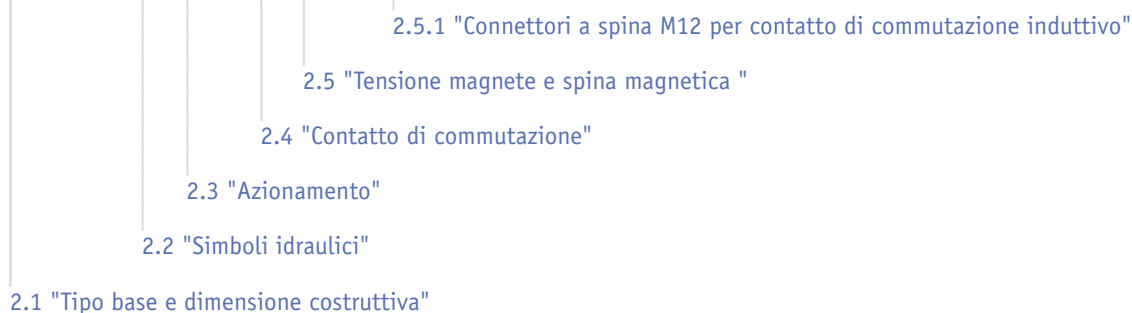 2.5.1 "Connettori a spina M12 per contatto di commutazione induttivo"
2.5 "Tensione magnete e spina magnetica "
2.4 "Contatto di commutazione"
2.3 "Azionamento"
2.2 "Simboli idraulici"
2.1 "Tipo base e dimensione costruttiva"